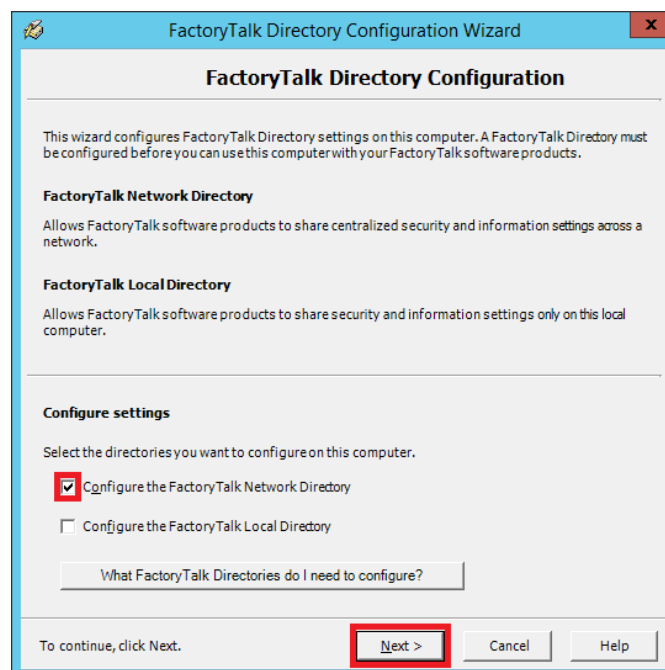 FactoryTalk Directory Configuration Wizard
x
FactoryTalk Directory Configuration
This wizard configures FactoryTalk Directory settings on this computer. A FactoryTalk Directory must
be configured before you can use this computer with your FactoryTalk software products.
FactoryTalk Network Directory
Allows FactoryTalk software products to share centralized security and information settings across a
network.
FactoryTalk Local Directory
Allows FactoryTalk software products to share security and information settings only on this local
computer.
Configure settings
Select the directories you want to configure on this computer.
Configure the FactoryTalk Network Directory
Configure the FactoryTalk Local Directory
What FactoryTalk Directories do I need to configure?
To continue, click Next.
Next >
Cancel
Help